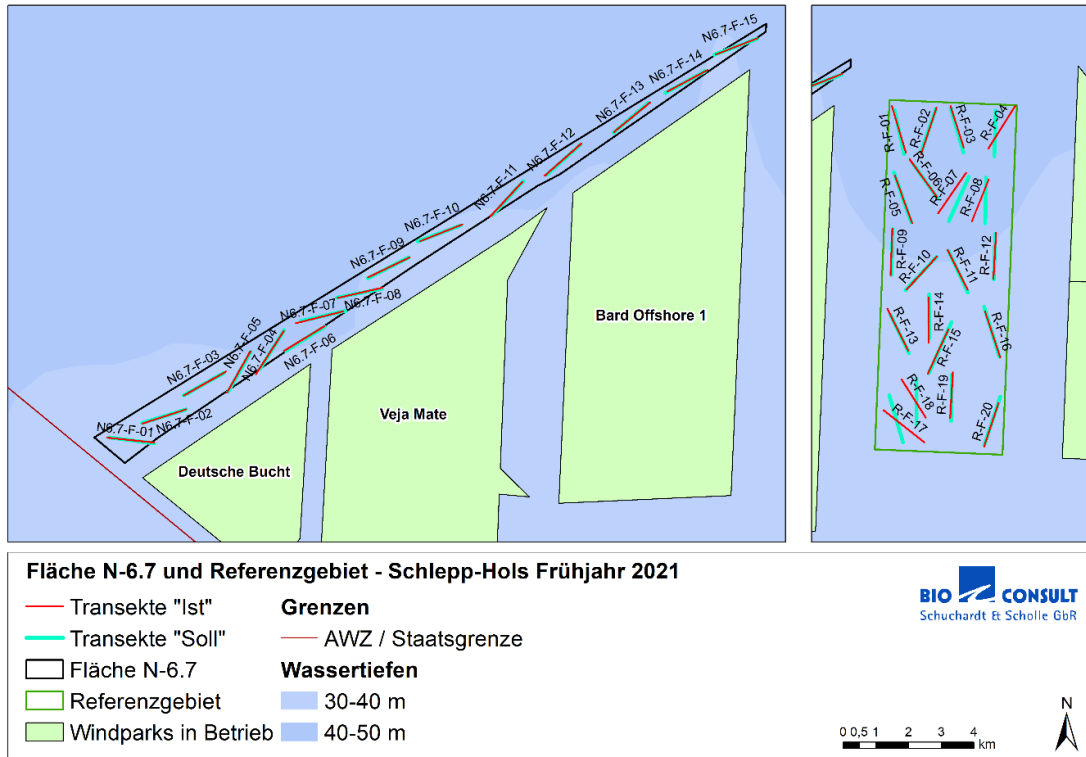 N6.7-F-15
N6.7-F-14
N6.7-F-13
N6.7-F-12
N6.7-F-11
N6.7-F-10
N6.7-F-09
N6.7-F-07
N6.7-F-08
N6.7-F-05
N6.7-F-04
N6.7-F-06
N6.7-F-03
N6.7-F-01
N6.7-F-02
Deutsche Bucht
Veja Mate
Bard Offshore 1
R-F-01
R-F-02
R-F-03
R-F-04
R-F-05
R-F-06
R-F-07
R-F-08
R-F-09
R-F-10
R-F-11
R-F-12
R-F-13
R-F-14
R-F-15
R-F-16
R-F-17
R-F-18
R-F-19
R-F-20
Fläche N-6.7 und Referenzgebiet - Schlepp-Hols Frühjahr 2021
Transekte "Ist"
Transekte "Soll"
Fläche N-6.7
Referenzgebiet
Windparks in Betrieb
Grenzen
AWZ / Staatsgrenze
Wassertiefen
30-40 m
40-50 m
BIO CONSULT
Schuchardt & Scholle GbR
N
0 0,5 1 2 3 4
km